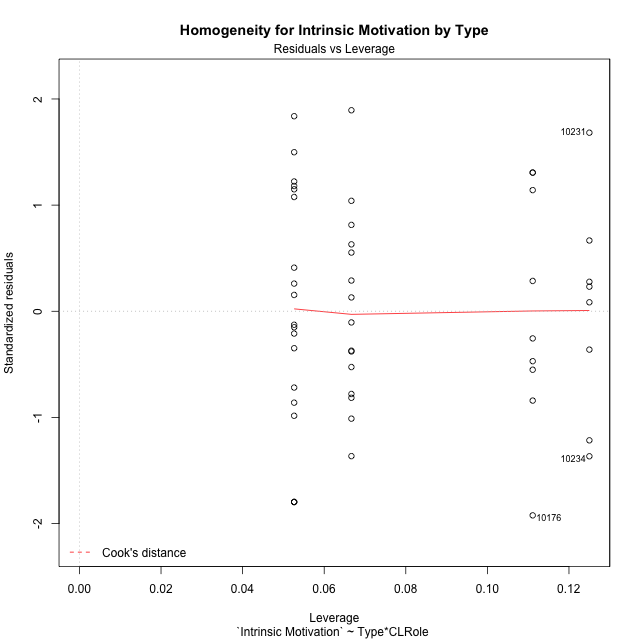 Homogeneity for Intrinsic Motivation by Type
Residuals vs Leverage
Standardized residuals
2
1
0
-1
-2
10231
10234
10176
Cook's distance
0.00 0.02 0.04 0.06 0.08 0.10 0.12
Leverage
`Intrinsic Motivation` ~ Type*CLRole